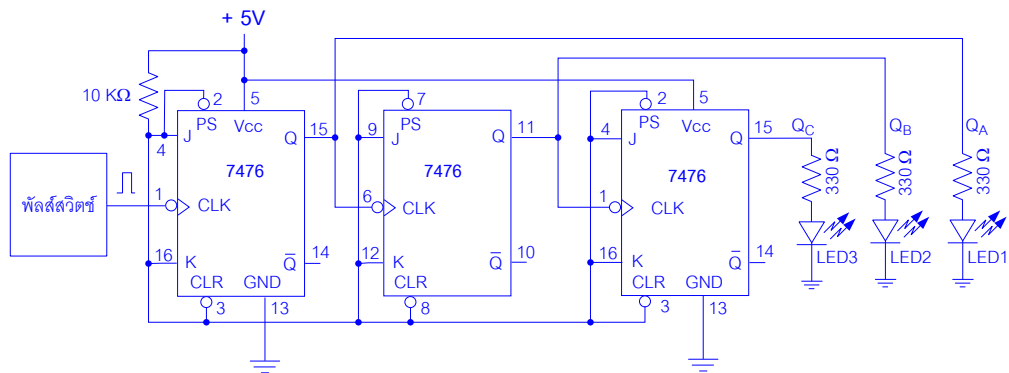 + 5V
10 KΩ
2
5
PS
Vcc
Q
15
J
4
7476
พัลส์สวิตช์
1
CLK
16
K
Q̅
14
CLR
GND
3
13
7
9
PS
J
Q
11
7476
6
CLK
12
K
Q̅
10
CLR
8
2
5
4
PS
Vcc
J
Q
15
7476
1
CLK
16
K
Q̅
14
CLR
GND
3
13
QC
QB
QA
330 Ω
330 Ω
330 Ω
LED3
LED2
LED1